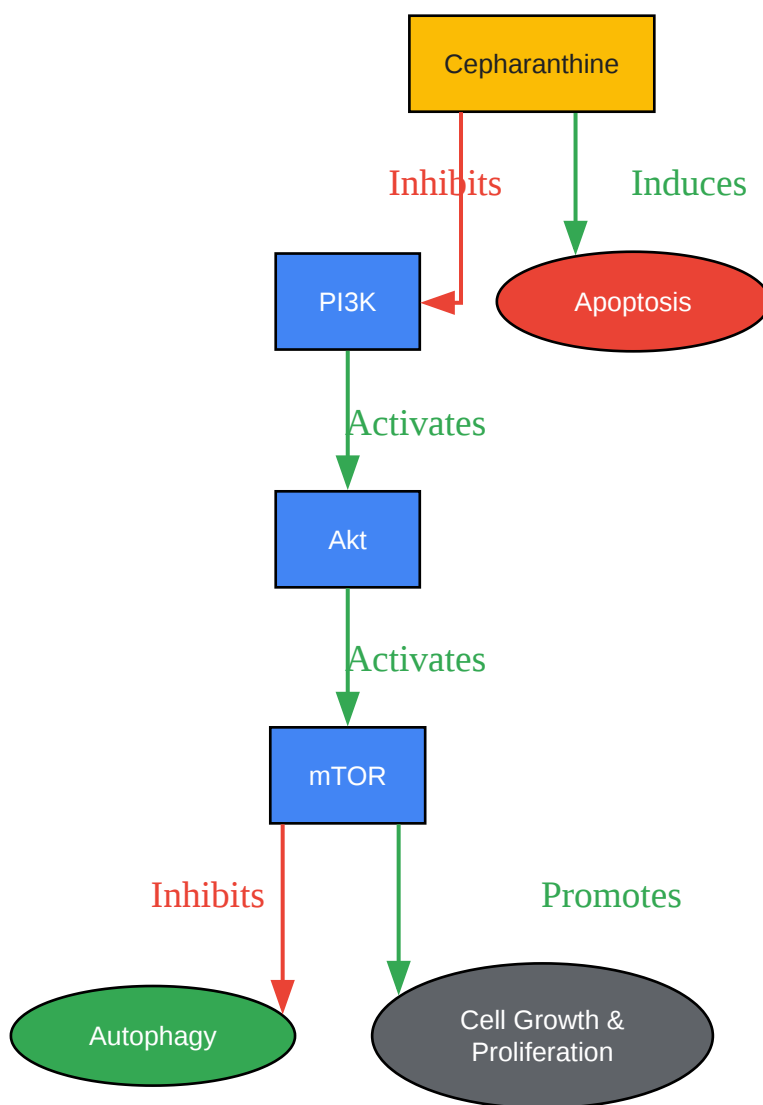 Cepharanthine
Inhibits
Induces
PI3K
Apoptosis
Activates
Akt
Activates
mTOR
Inhibits
Promotes
Autophagy
Cell Growth &
Proliferation